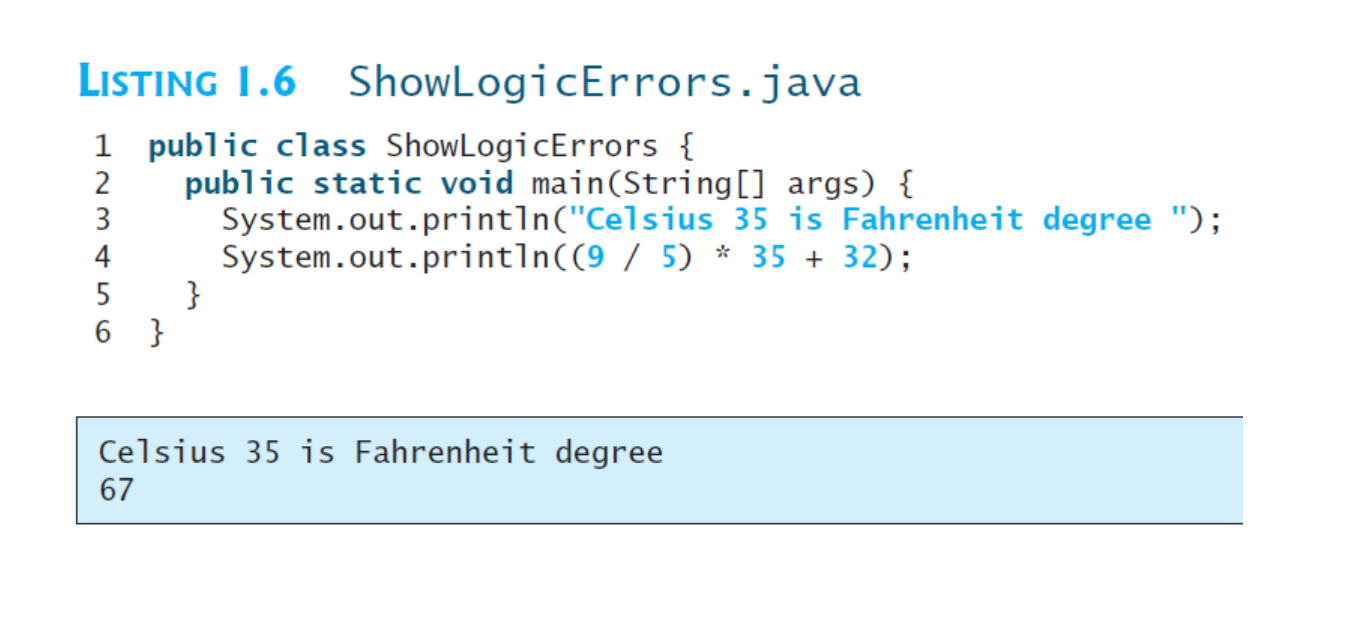 LISTING 1.6 ShowLogicErrors.java
1 public class ShowLogicErrors {
2 public static void main(String[] args) {
3 System.out.println("Celsius 35 is Fahrenheit degree ");
4 System.out.println((9 / 5) * 35 + 32);
5 }
6 }
Celsius 35 is Fahrenheit degree
67